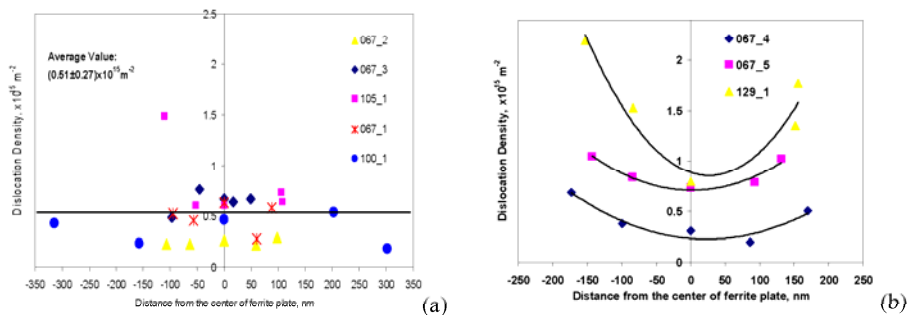 2.5
2
1.5
1
0.5
0
Dislocation Density, x10¹⁵ m⁻²
Average Value:
(0.51±0.27)x10¹⁵ m⁻²
067_2
067_3
105_1
067_1
100_1
-350 -300 -250 -200 -150 -100 -50 0 50 100 150 200 250 300 350
Distance from the center of ferrite plate, nm
(a)
2
1.5
1
0.5
0
Dislocation Density, x10¹⁵ m⁻²
067_4
067_5
129_1
-250 -200 -150 -100 -50 0 50 100 150 200 250
Distance from the center of ferrite plate, nm
(b)